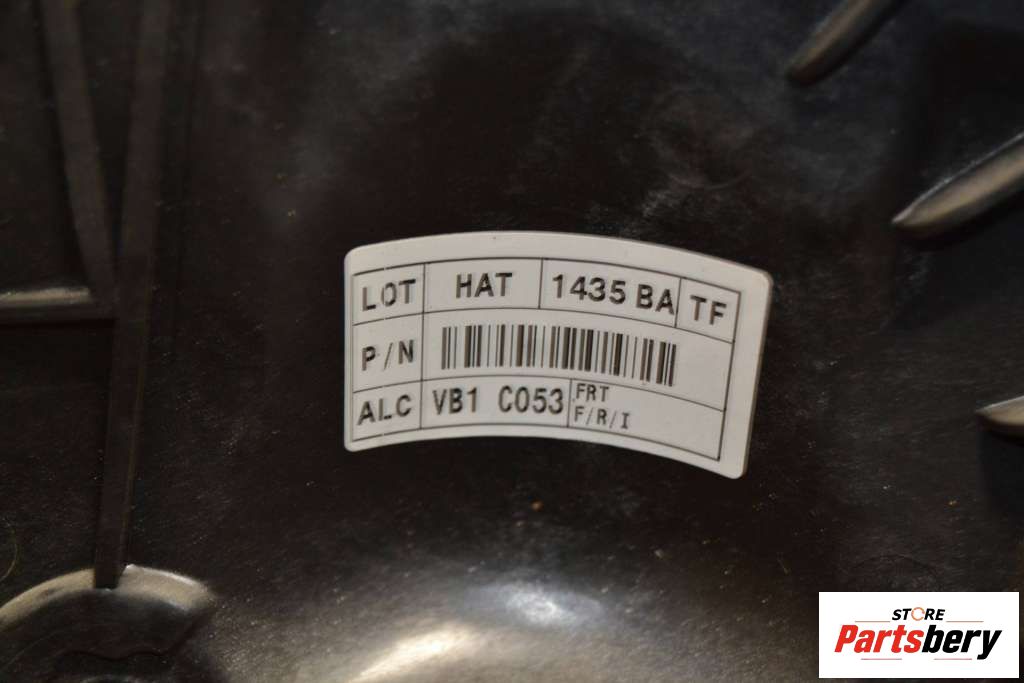 LOT HAT 1435 BA TF
P/N
ALC VB1 C053 FRT
F/R/I
STORE
Partsbery